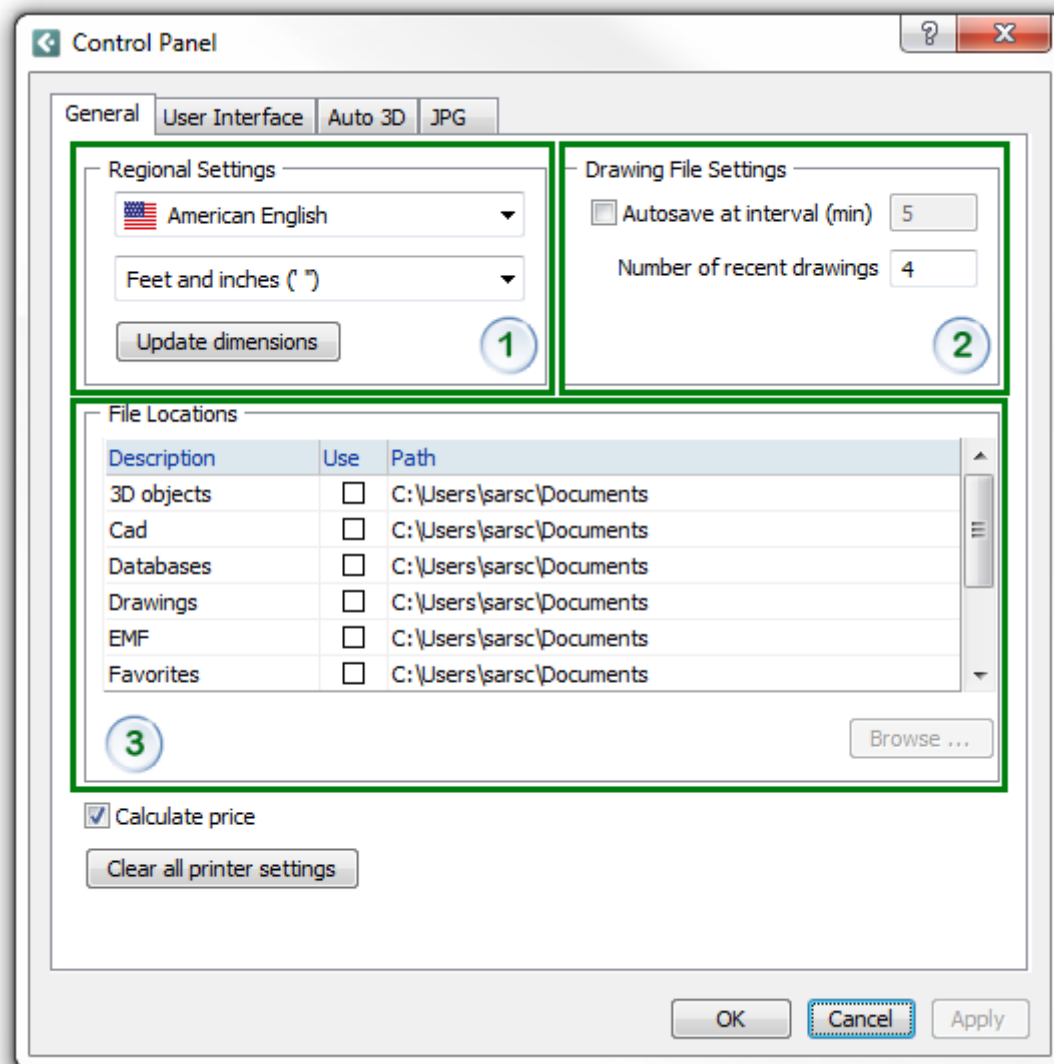 Control Panel
General User Interface Auto 3D JPG
Regional Settings
American English
Feet and inches (' ")
Update dimensions
1
Drawing File Settings
Autosave at interval (min) 5
Number of recent drawings 4
2
File Locations
Description Use Path
3D objects C:\Users\sarsc\Documents
Cad C:\Users\sarsc\Documents
Databases C:\Users\sarsc\Documents
Drawings C:\Users\sarsc\Documents
EMF C:\Users\sarsc\Documents
Favorites C:\Users\sarsc\Documents
3
Browse ...
Calculate price
Clear all printer settings
OK Cancel Apply